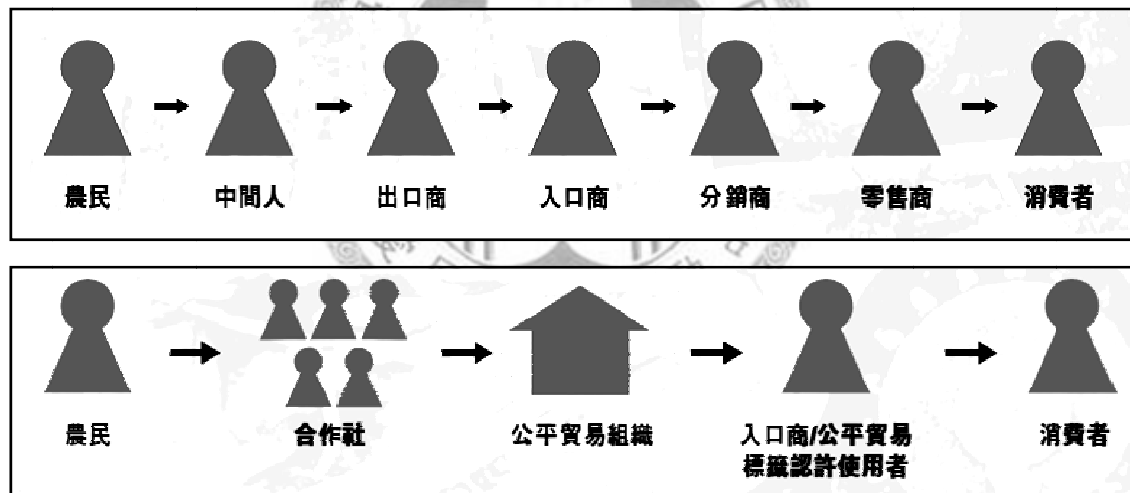 農民
中間人
出口商
入口商
分銷商
零售商
消費者
農民
合作社
公平貿易組織
入口商/公平貿易
標籤認許使用者
消費者